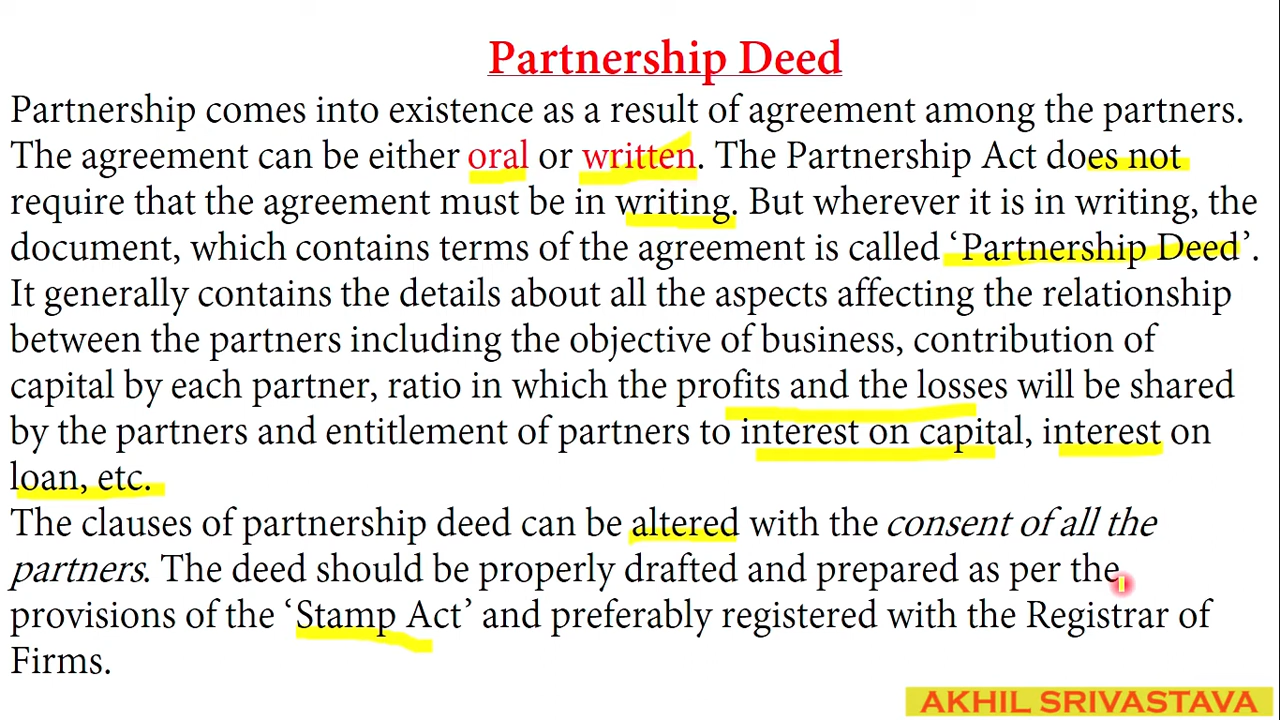 Partnership Deed
Partnership comes into existence as a result of agreement among the partners.
The agreement can be either oral or written. The Partnership Act does not
require that the agreement must be in writing. But wherever it is in writing, the
document, which contains terms of the agreement is called ‘Partnership Deed’.
It generally contains the details about all the aspects affecting the relationship
between the partners including the objective of business, contribution of
capital by each partner, ratio in which the profits and the losses will be shared
by the partners and entitlement of partners to interest on capital, interest on
loan, etc.
The clauses of partnership deed can be altered with the consent of all the
partners. The deed should be properly drafted and prepared as per the
provisions of the ‘Stamp Act’ and preferably registered with the Registrar of
Firms.
AKHIL SRIVASTAVA